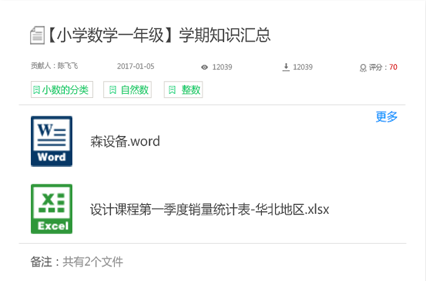 【小学数学一年级】学期知识汇总
贡献人：陈飞飞 2017-01-05 12039 12039 评分：70
小数的分类 自然数 整数
更多
W Word 森设备.word
X Excel 设计课程第一季度销量统计表-华北地区.xlsx
备注：共有2个文件